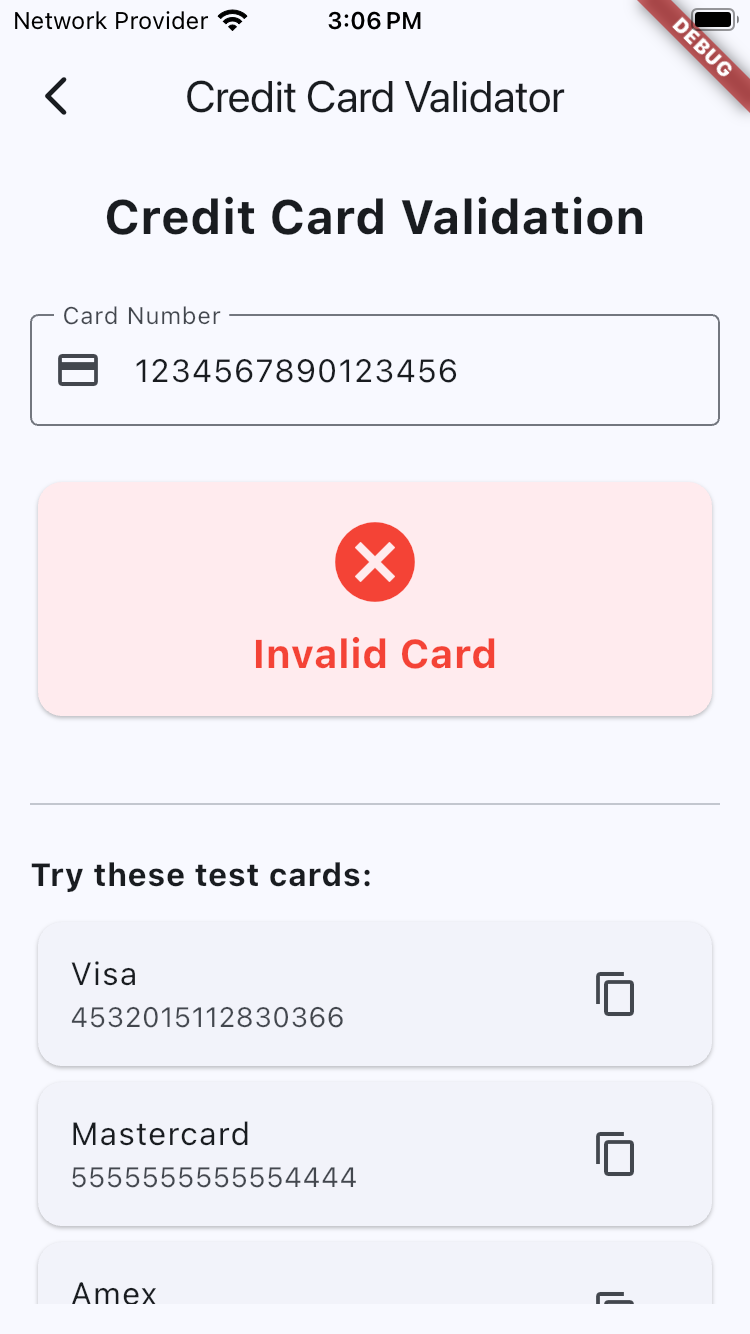 Network Provider 3:06 PM
DEBUG
Credit Card Validator
Credit Card Validation
Card Number
1234567890123456
Invalid Card
Try these test cards:
Visa
4532015112830366
Mastercard
5555555555554444
Amex